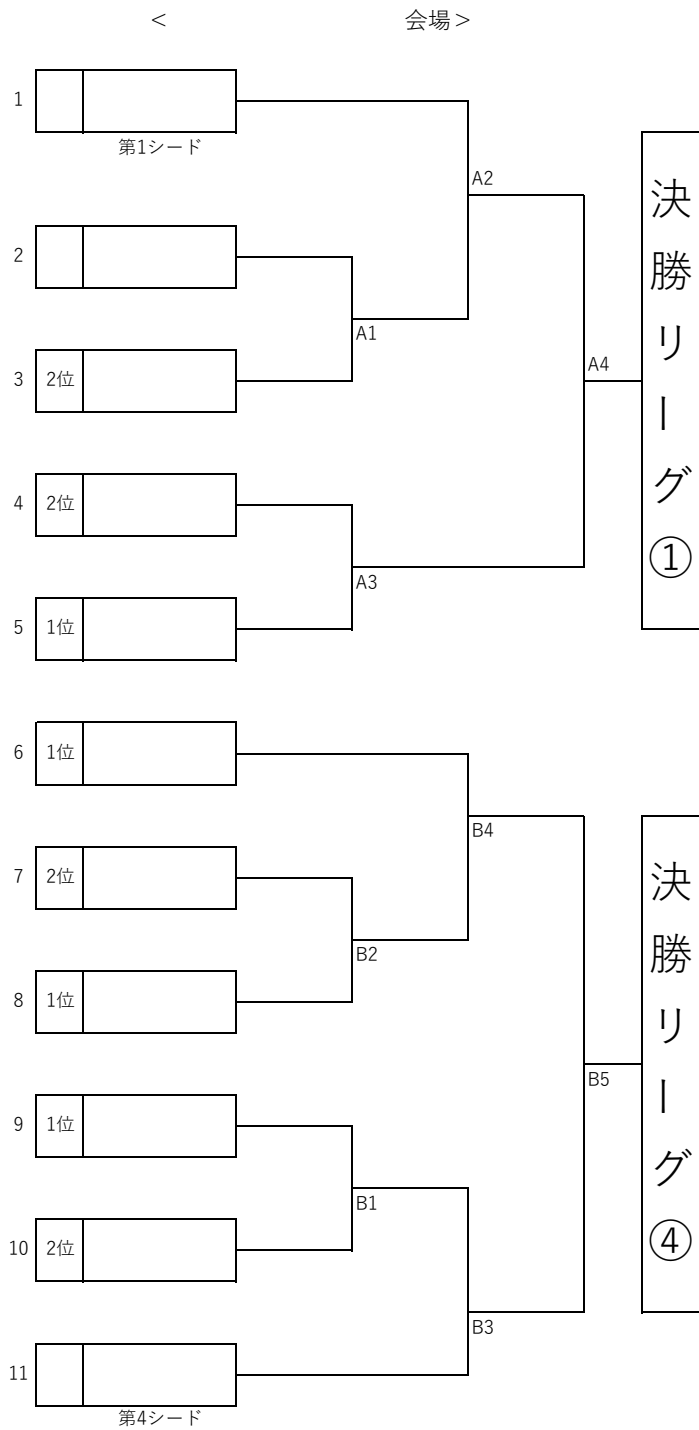 < 会場>
1
第1シード
A2
2
A1
3 2位
A4
4 2位
A3
5 1位
決勝リーグ①
6 1位
B4
7 2位
B2
8 1位
9 1位
B5
B1
10 2位
B3
11
第4シード
決勝リーグ④